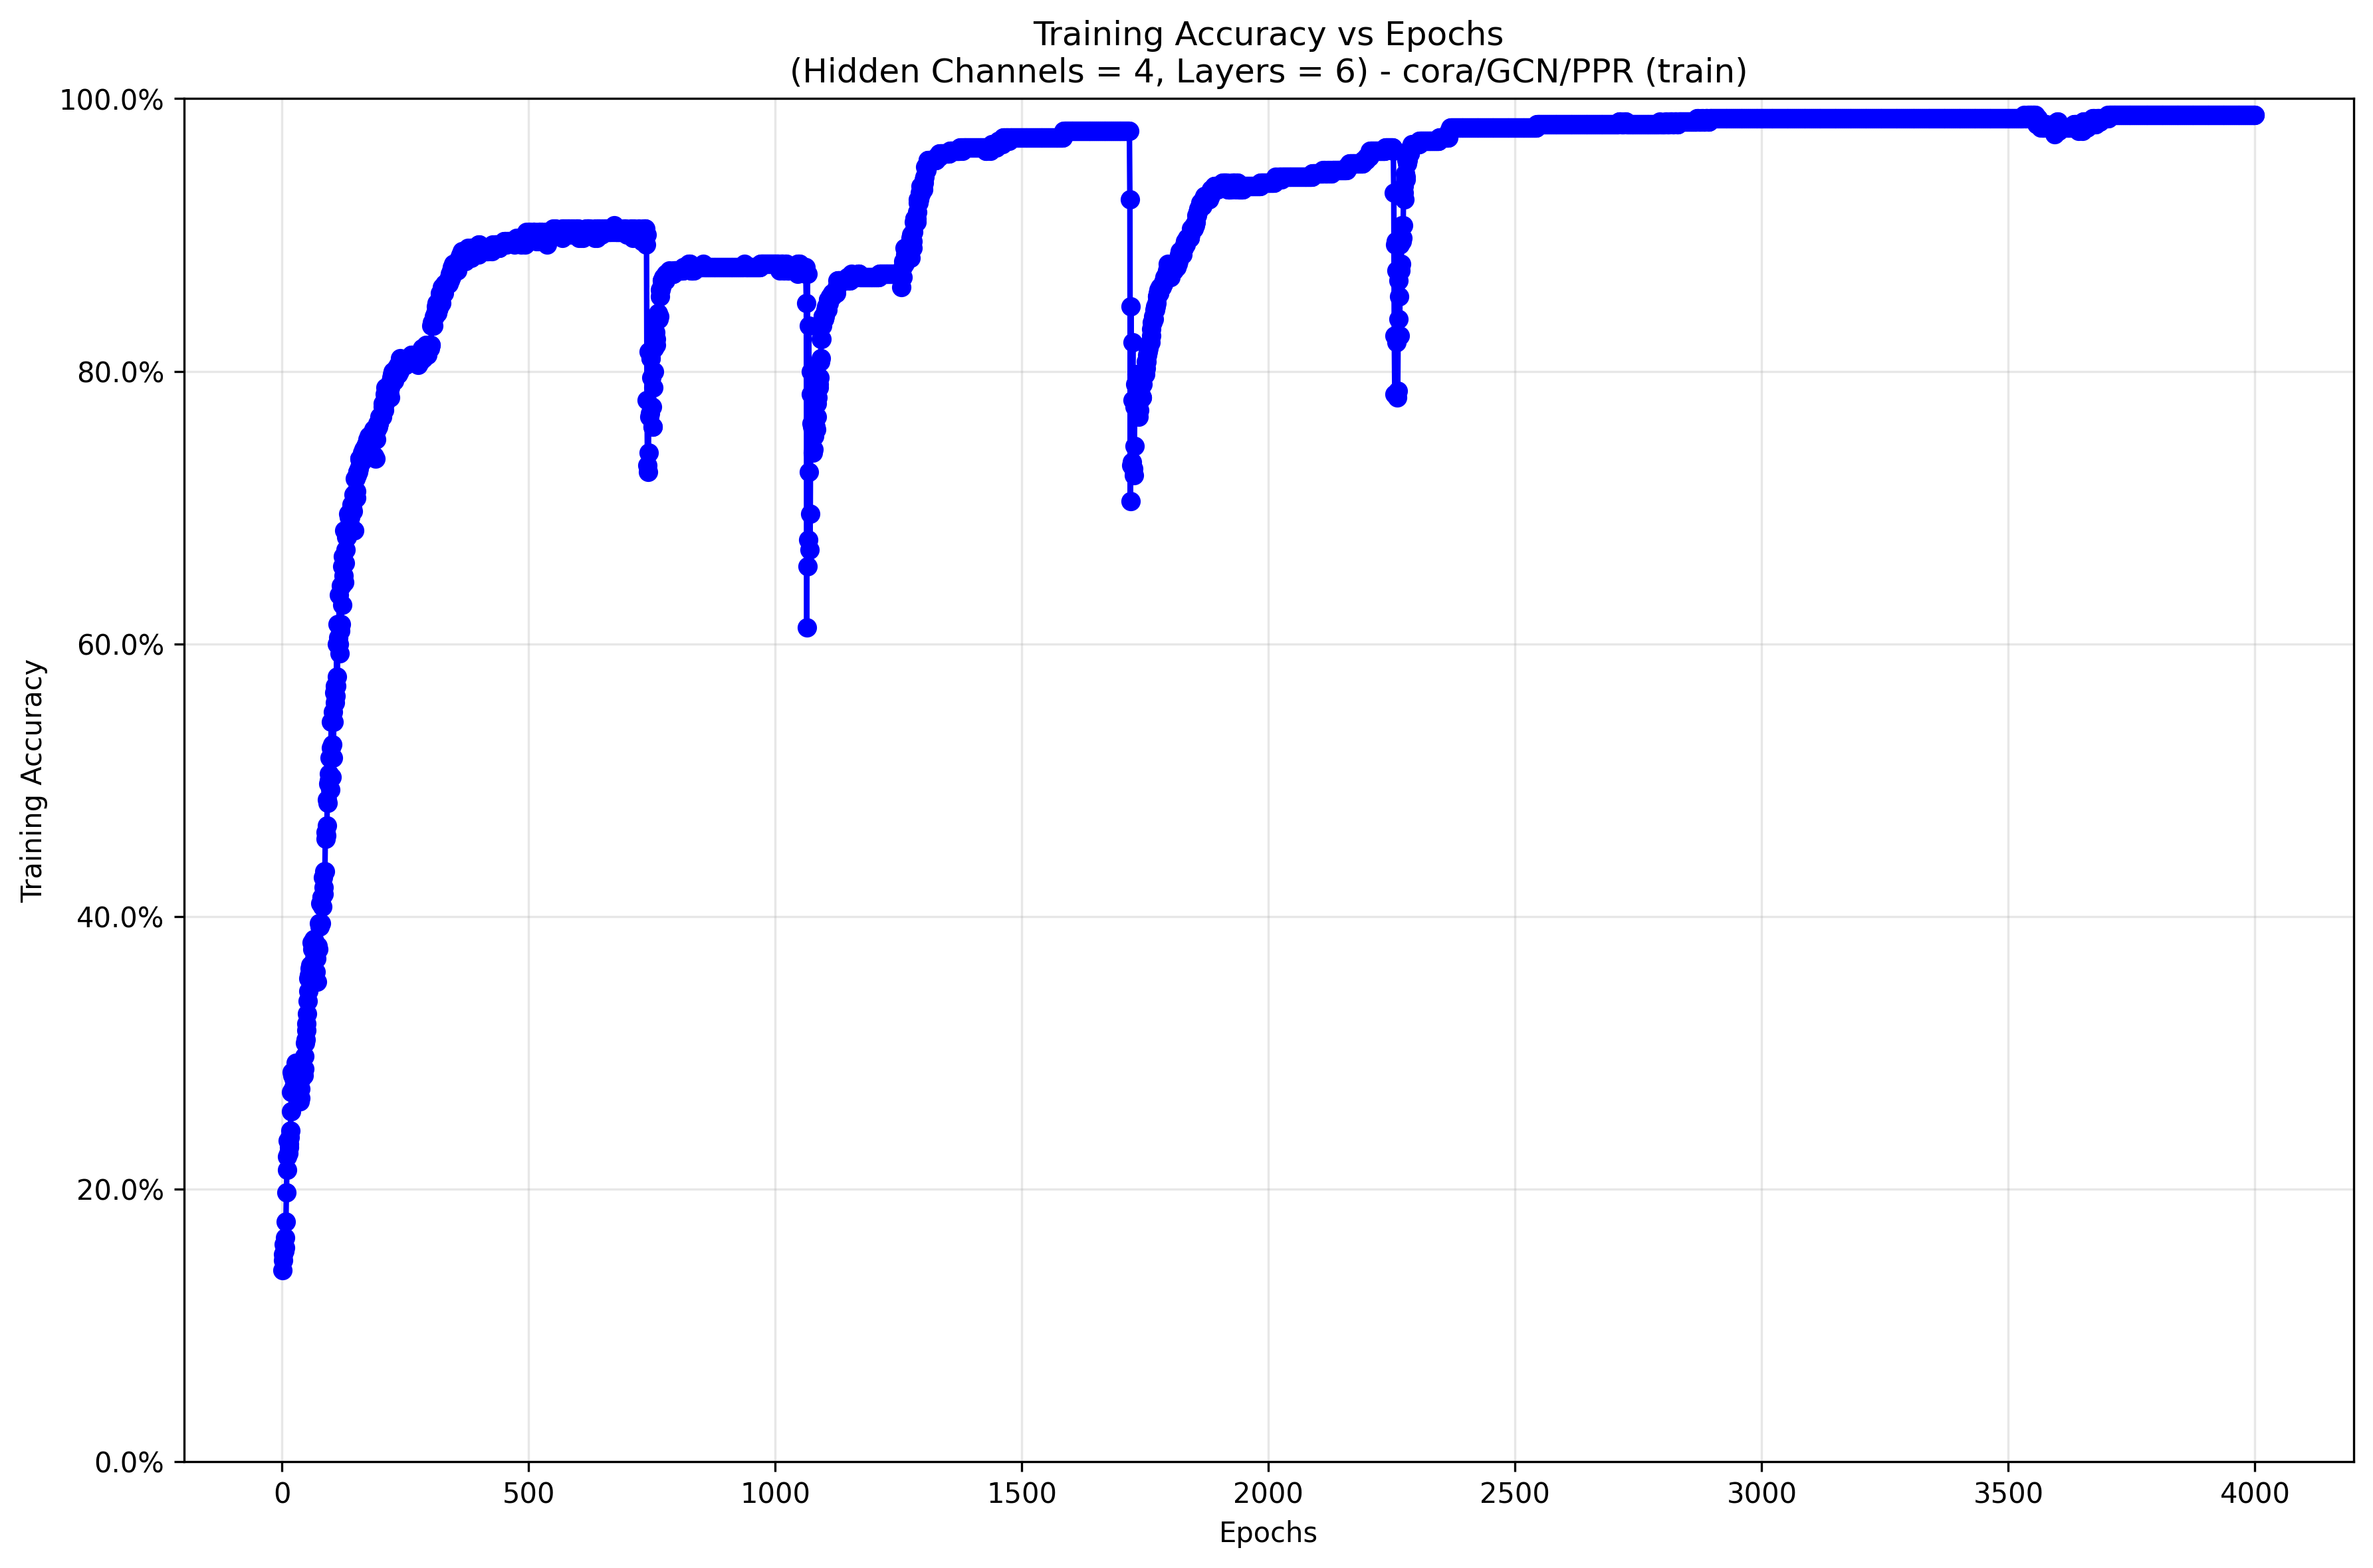 Training Accuracy vs Epochs
(Hidden Channels = 4, Layers = 6) - cora/GCN/PPR (train)
100.0%
80.0%
60.0%
40.0%
20.0%
0.0%
Training Accuracy
0 500 1000 1500 2000 2500 3000 3500 4000
Epochs